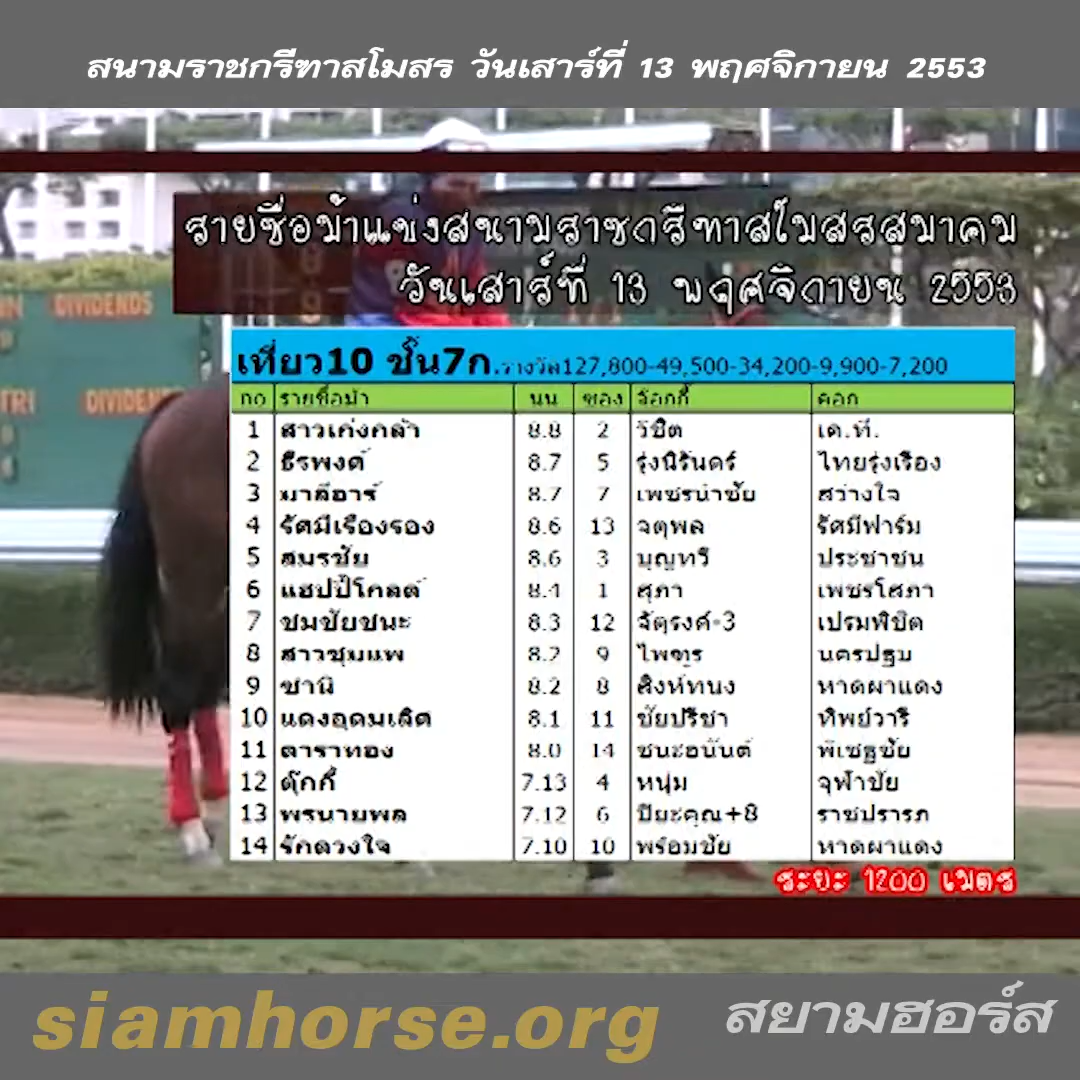 สนามราชกรีฑาสโมสร วันเสาร์ที่ 13 พฤศจิกายน 2553
รายชื่อม้าแข่งสนามราชกรีฑาสโมสรสมาคม
วันเสาร์ที่ 13 พฤศจิกายน 2553
DIVIDENDS
เที่ยว10 ชั้น7ก.รางวัล127,800-49,500-34,200-9,900-7,200
no รายชื่อม้า นน ซอง จ๊อกกี้ คอก
1 สาวเก่งกล้า 8.8 2 วิชิต เค.ที.
2 ธีรพงศ์ 8.7 5 รุ่งนิรันดร์ ไทยรุ่งเรือง
3 มาลีอาร์ 8.7 7 เพชรนำชัย สว่างใจ
4 รัศมีเรืองรอง 8.6 13 จตุพล รัศมีฟาร์ม
5 สมรชัย 8.6 3 บุญทวี ประชาชน
6 แฮปปี้โกลด์ 8.4 1 สุภา เพชรโสภา
7 ชมชัยชนะ 8.3 12 จัตุรงค์-3 เปรมพิชิต
8 สาวชุมแพ 8.2 9 ไพฑูร นครปฐม
9 ซานิ 8.2 8 สิงห์ทนง หาดผาแดง
10 แดงอุดมเลิศ 8.1 11 ชัยปรีชา ทิพย์วารี
11 ดาราทอง 8.0 14 ชนะอนันต์ พิเชฐชัย
12 ตุ๊กกี้ 7.13 4 หนุ่ม จุฬาชัย
13 พรนายพล 7.12 6 ปิยะคุณ+8 ราชปรารภ
14 รักดวงใจ 7.10 10 พร้อมชัย หาดผาแดง
TRI DIVIDEN
ระยะ 1200 เมตร
siamhorse.org
สยามฮอร์ส